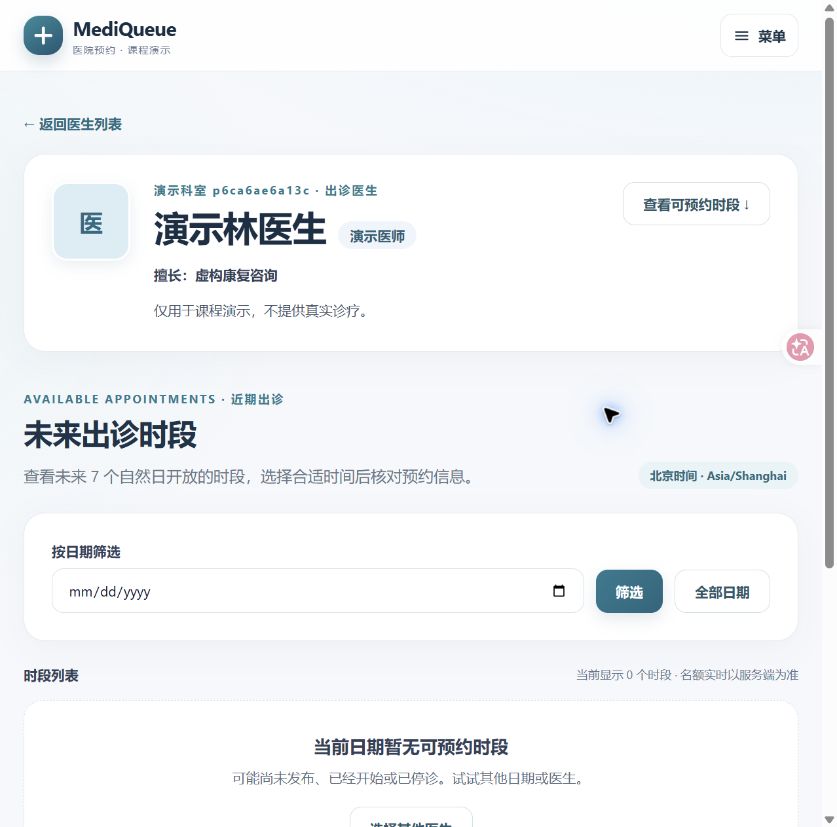 MediQueue
医院预约 · 课程演示
菜单
← 返回医生列表
医
演示科室 p6ca6ae6a13c · 出诊医生
演示林医生
演示医师
查看可预约时段 ↓
擅长：虚构康复咨询
仅用于课程演示，不提供真实诊疗。
AVAILABLE APPOINTMENTS · 近期出诊
未来出诊时段
查看未来 7 个自然日开放的时段，选择合适时间后核对预约信息。
北京时间 · Asia/Shanghai
按日期筛选
mm/dd/yyyy
筛选
全部日期
时段列表
当前显示 0 个时段 · 名额实时以服务端为准
当前日期暂无可预约时段
可能尚未发布、已经开始或已停诊。试试其他日期或医生。
选择其他医生